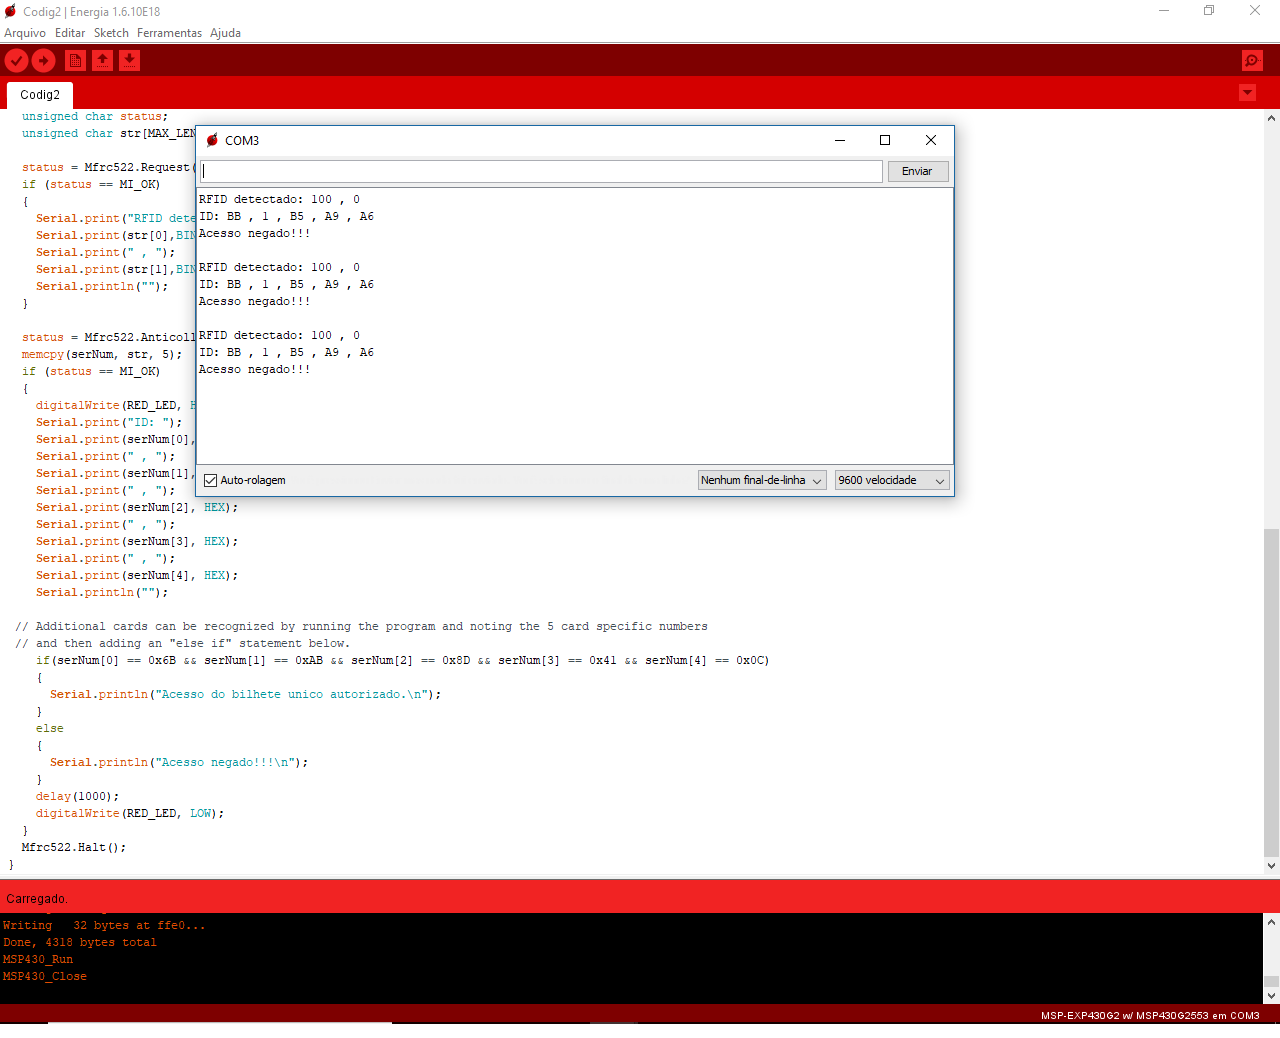 Codig2 | Energia 1.6.10E18
Arquivo Editar Sketch Ferramentas Ajuda
Codig2
unsigned char status;
unsigned char str[MAX_LEN
status = Mfrc522.Request(
if (status == MI_OK)
{
Serial.print("RFID dete
Serial.print(str[0],BIN
Serial.print(" , ");
Serial.print(str[1],BIN
Serial.println("");
}
status = Mfrc522.Anticoll
memcpy(serNum, str, 5);
if (status == MI_OK)
{
digitalWrite(RED_LED, H
Serial.print("ID: ");
Serial.print(serNum[0],
Serial.print(" , ");
Serial.print(serNum[1],
Serial.print(" , ");
Serial.print(serNum[2], HEX);
Serial.print(" , ");
Serial.print(serNum[3], HEX);
Serial.print(" , ");
Serial.print(serNum[4], HEX);
Serial.println("");
// Additional cards can be recognized by running the program and noting the 5 card specific numbers
// and then adding an "else if" statement below.
if(serNum[0] == 0x6B && serNum[1] == 0xAB && serNum[2] == 0x8D && serNum[3] == 0x41 && serNum[4] == 0x0C)
{
Serial.println("Acesso do bilhete unico autorizado.\n");
}
else
{
Serial.println("Acesso negado!!!\n");
}
delay(1000);
digitalWrite(RED_LED, LOW);
}
Mfrc522.Halt();
}
COM3
Enviar
RFID detectado: 100 , 0
ID: BB , 1 , B5 , A9 , A6
Acesso negado!!!
RFID detectado: 100 , 0
ID: BB , 1 , B5 , A9 , A6
Acesso negado!!!
RFID detectado: 100 , 0
ID: BB , 1 , B5 , A9 , A6
Acesso negado!!!
Auto-rolagem
Nenhum final-de-linha
9600 velocidade
Carregado.
Writing 32 bytes at ffe0...
Done, 4318 bytes total
MSP430_Run
MSP430_Close
MSP-EXP430G2 w/ MSP430G2553 em COM3